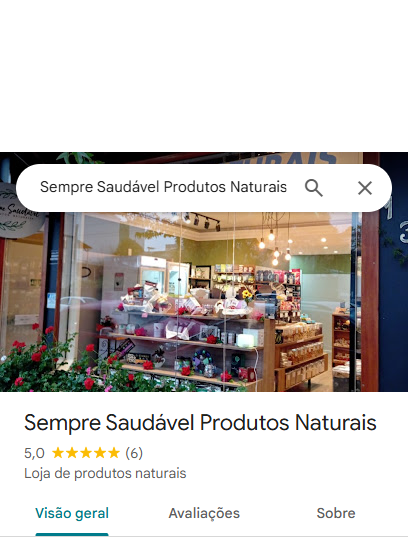 Sempre Saudável Produtos Naturais
Sempre Saudável Produtos Naturais
5,0 (6)
Loja de produtos naturais
Visão geral Avaliações Sobre